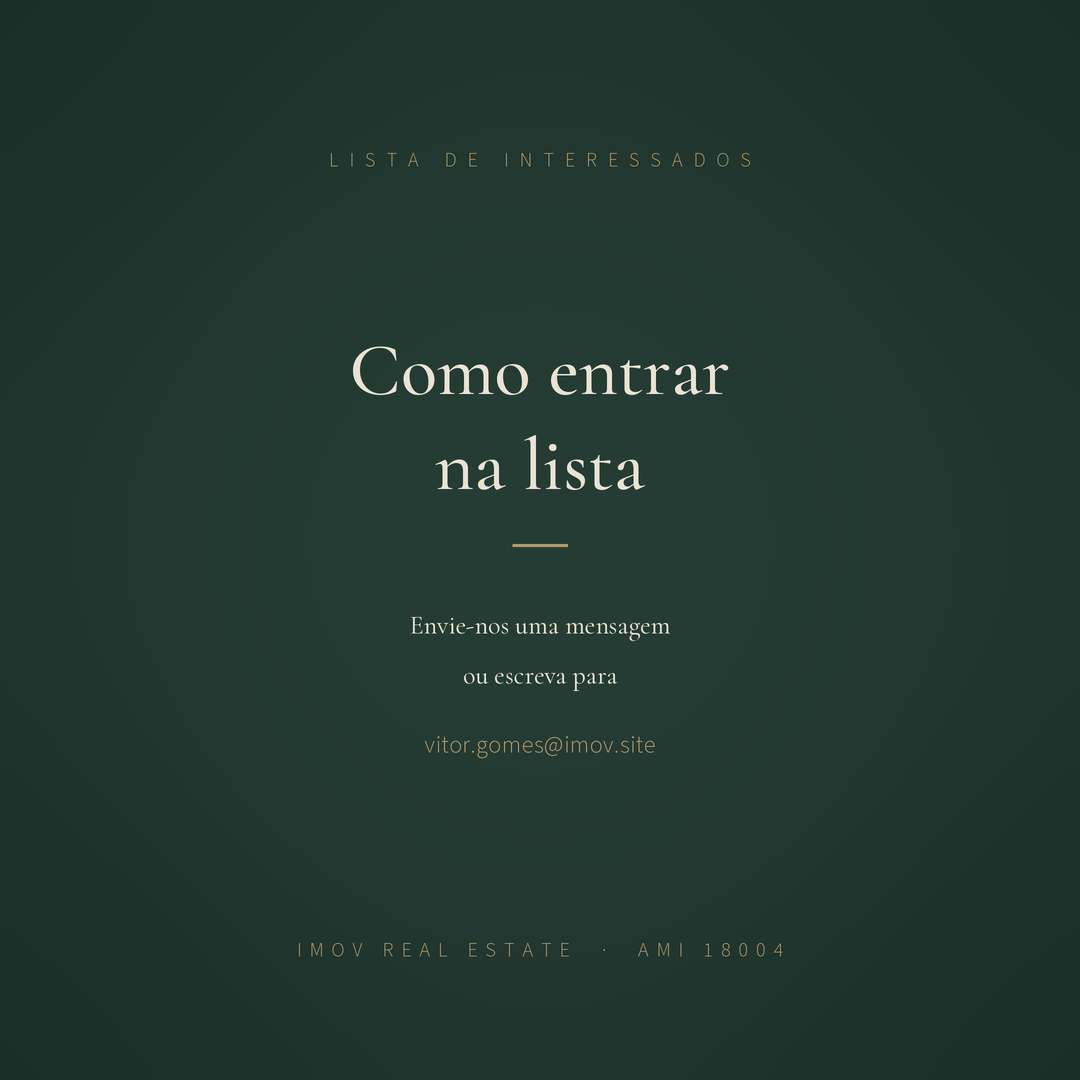 LISTA DE INTERESSADOS
Como entrar
na lista
Envie-nos uma mensagem
ou escreva para
vitor.gomes@imov.site
IMOV REAL ESTATE · AMI 18004